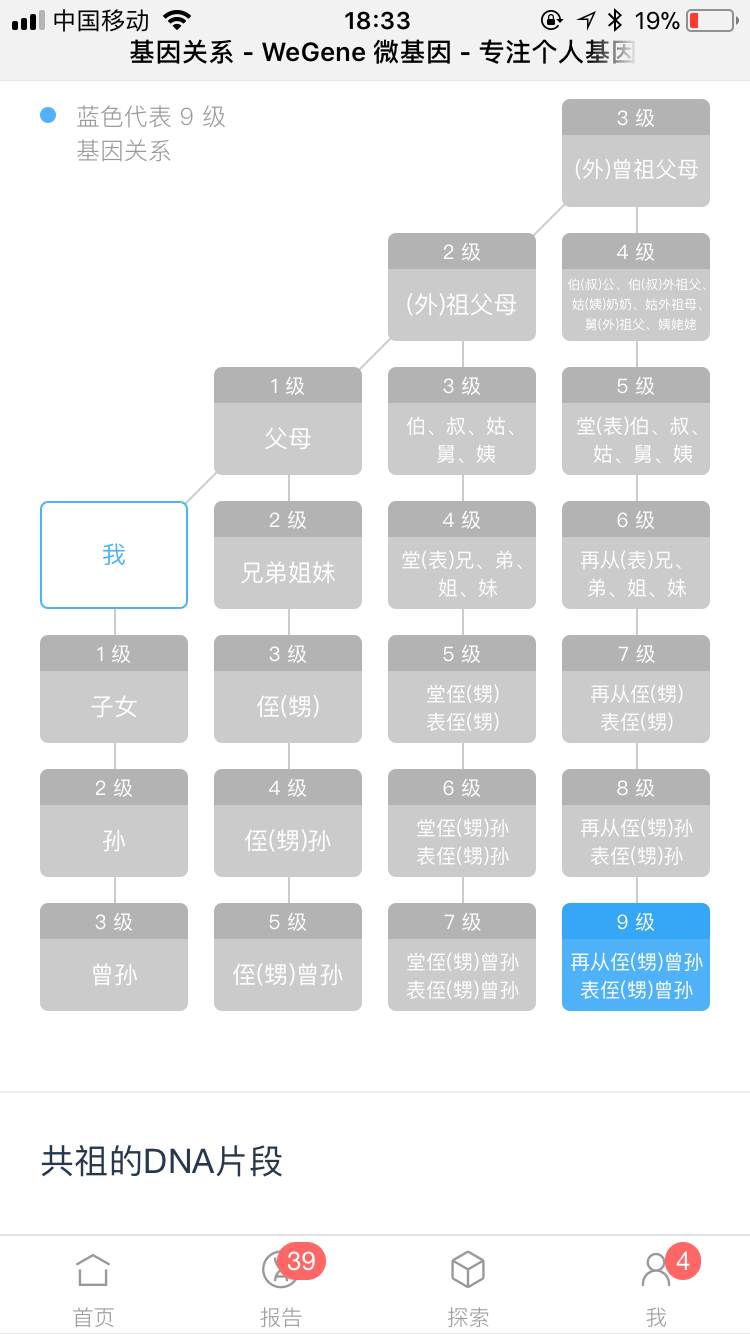 中国移动 18:33 19%
基因关系 - WeGene 微基因 - 专注个人基因
蓝色代表 9 级
基因关系
3 级
(外)曾祖父母
2 级
(外)祖父母
4 级
伯(叔)公、伯(叔)外祖父、
姑(姨)奶奶、姑外祖母、
舅(外)祖父、姨姥姥
1 级
父母
3 级
伯、叔、姑、
舅、姨
5 级
堂(表)伯、叔、
姑、舅、姨
我
2 级
兄弟姐妹
4 级
堂(表)兄、弟、
姐、妹
6 级
再从(表)兄、
弟、姐、妹
1 级
子女
3 级
侄(甥)
5 级
堂侄(甥)
表侄(甥)
7 级
再从侄(甥)
表侄(甥)
2 级
孙
4 级
侄(甥)孙
6 级
堂侄(甥)孙
表侄(甥)孙
8 级
再从侄(甥)孙
表侄(甥)孙
3 级
曾孙
5 级
侄(甥)曾孙
7 级
堂侄(甥)曾孙
表侄(甥)曾孙
9 级
再从侄(甥)曾孙
表侄(甥)曾孙
共祖的DNA片段
39
4
首页 报告 探索 我